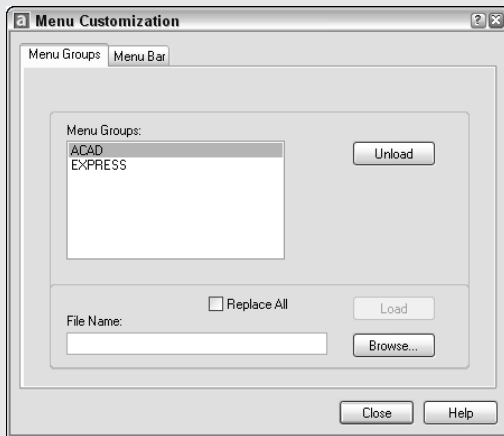 a Menu Customization
Menu Groups Menu Bar
Menu Groups:
ACAD
EXPRESS
Unload
Replace All
Load
File Name:
Browse...
Close Help